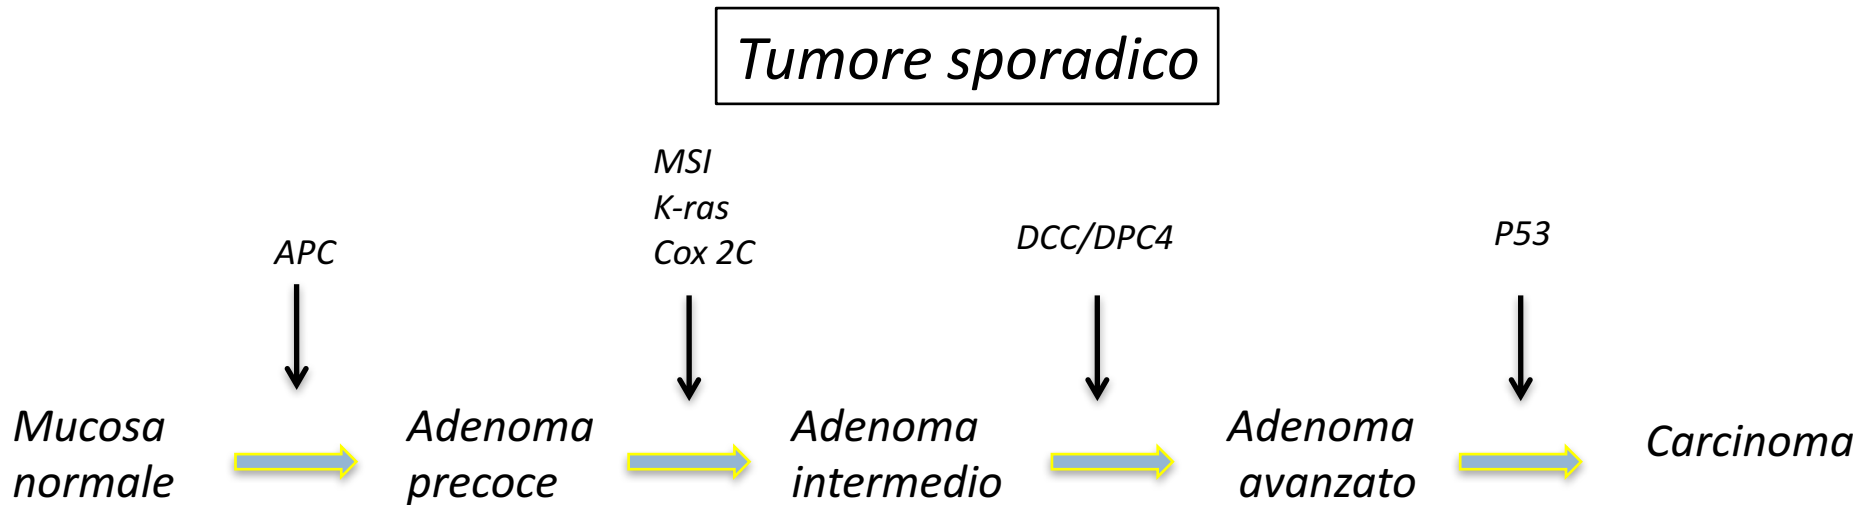 Tumore sporadico
MSI
K-ras
Cox 2C
APC
DCC/DPC4
P53
Mucosa
normale
Adenoma
precoce
Adenoma
intermedio
Adenoma
avanzato
Carcinoma